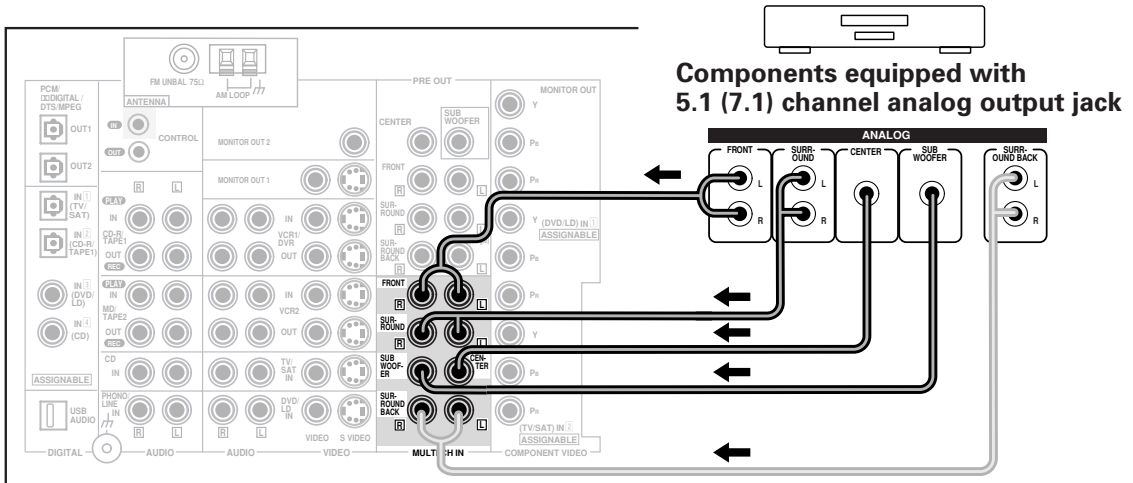 Components equipped with
5.1 (7.1) channel analog output jack
ANALOG
FRONT
SURR-
OUND
CENTER
SUB
WOOFER
SURR-
OUND BACK
L
L
L
R
R
R
FM UNBAL 75Ω
AM LOOP
ANTENNA
PCM/
DIGITAL /
DTS/MPEG
OUT1
OUT2
IN 1
(TV/
SAT)
IN 2
(CD-R/
TAPE1)
IN 3
(DVD/
LD)
IN 4
(CD)
ASSIGNABLE
USB
AUDIO
DIGITAL
IN
OUT
CONTROL
R
L
PLAY
IN
CD-R/
TAPE1
OUT
REC
PLAY
IN
MD/
TAPE2
OUT
REC
CD
IN
PHONO/
LINE
IN
R
L
AUDIO
MONITOR OUT 2
MONITOR OUT 1
IN
VCR1/
DVR
OUT
IN
VCR2
OUT
TV/
SAT
IN
DVD/
LD
IN
R
L
AUDIO
VIDEO
S VIDEO
VIDEO
PRE OUT
CENTER
SUB
WOOFER
FRONT
R
L
SUR-
ROUND
R
L
SUR-
ROUND
BACK
R
L
FRONT
R
L
SUR-
ROUND
R
L
SUB
WOOF-
ER
CEN-
TER
SUR-
ROUND
BACK
R
L
MULTI CH IN
MONITOR OUT
Y
PB
PR
Y
(DVD/LD) IN 1
ASSIGNABLE
PB
PR
Y
PB
PR
(TV/SAT) IN 2
ASSIGNABLE
COMPONENT VIDEO